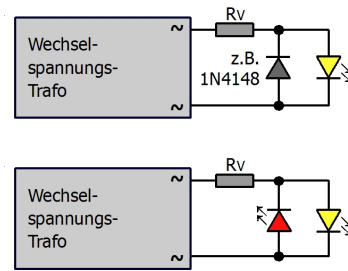 ~
Rv
Wechsel-
spannungs-
Trafo
z.B.
1N4148
~
~
Rv
Wechsel-
spannungs-
Trafo
~